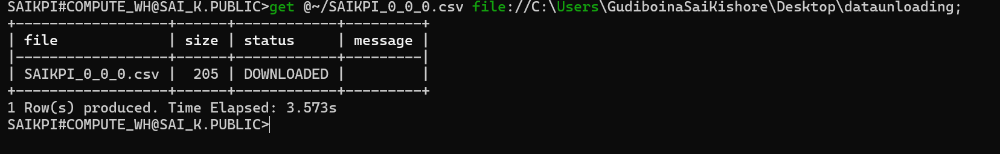 SAIKPI#COMPUTE_WH@SAI_K.PUBLIC>get @~/SAIKPI_0_0_0.csv file://C:\Users\GudiboinaSaiKishore\Desktop\dataunloading;
+------------------+------+------------+---------+
| file             | size | status     | message |
|------------------+------+------------+---------|
| SAIKPI_0_0_0.csv |  205 | DOWNLOADED |         |
+------------------+------+------------+---------+
1 Row(s) produced. Time Elapsed: 3.573s
SAIKPI#COMPUTE_WH@SAI_K.PUBLIC>